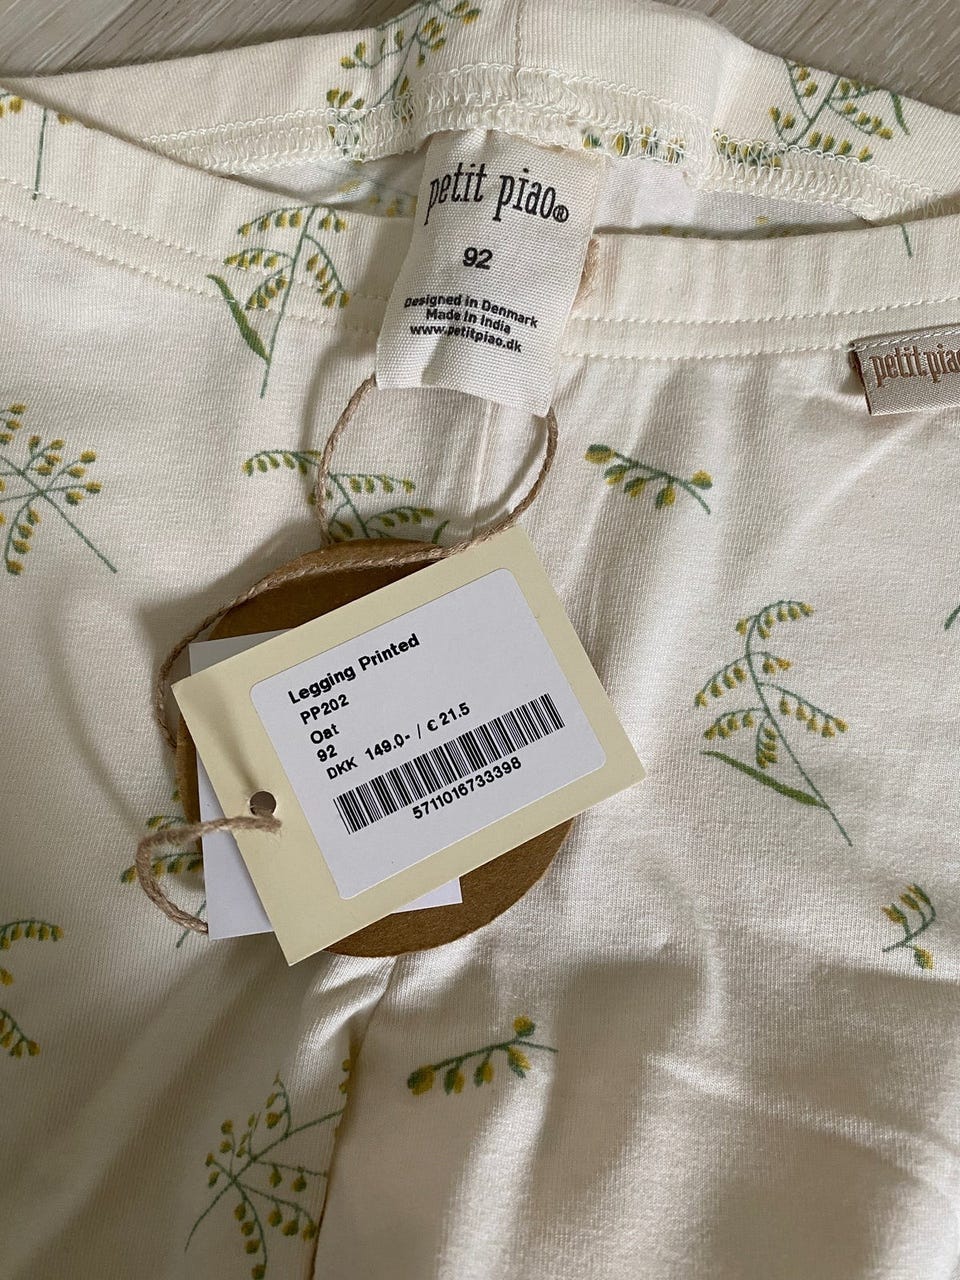 petit piao®
92
Designed in Denmark
Made In India
www.petitpiao.dk
petit piao
Legging Printed
PP202
Oat
92
DKK 149.0- / € 21.5
5711016733398